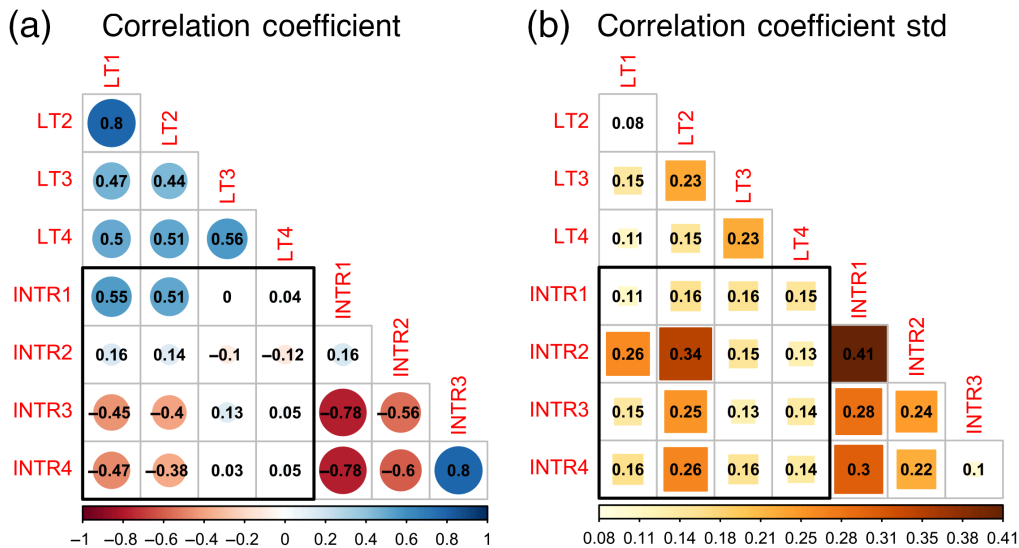 (a) Correlation coefficient
LT1
LT2 0.8 LT2
LT3 0.47 0.44 LT3
LT4 0.5 0.51 0.56 LT4
INTR1 0.55 0.51 0 0.04 INTR1
INTR2 0.16 0.14 −0.1 −0.12 0.16 INTR2
INTR3 −0.45 −0.4 0.13 0.05 −0.78 −0.56 INTR3
INTR4 −0.47 −0.38 0.03 0.05 −0.78 −0.6 0.8
−1 −0.8 −0.6 −0.4 −0.2 0 0.2 0.4 0.6 0.8 1
(b) Correlation coefficient std
LT1
LT2 0.08 LT2
LT3 0.15 0.23 LT3
LT4 0.11 0.15 0.23 LT4
INTR1 0.11 0.16 0.16 0.15 INTR1
INTR2 0.26 0.34 0.15 0.13 0.41 INTR2
INTR3 0.15 0.25 0.13 0.14 0.28 0.24 INTR3
INTR4 0.16 0.26 0.16 0.14 0.3 0.22 0.1
0.08 0.11 0.14 0.18 0.21 0.25 0.28 0.31 0.35 0.38 0.41